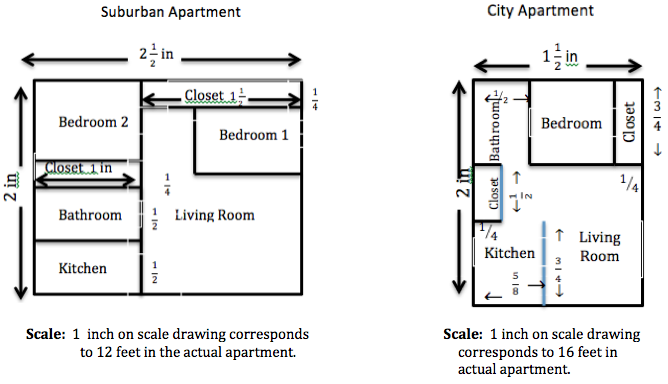 Suburban Apartment
2 1/2 in
Closet 1 1/2
1/4
Bedroom 2
Bedroom 1
2 in
Closet 1 in
1/4
Bathroom
1/2
Living Room
Kitchen
1/2
Scale: 1 inch on scale drawing corresponds
to 12 feet in the actual apartment.
City Apartment
1 1/2 in
1/2
Bathroom
Bedroom
Closet
3/4
2 in
Closet
1/2
1/4
1/4
Kitchen
Living
Room
3/4
5/8
Scale: 1 inch on scale drawing
corresponds to 16 feet in
actual apartment.